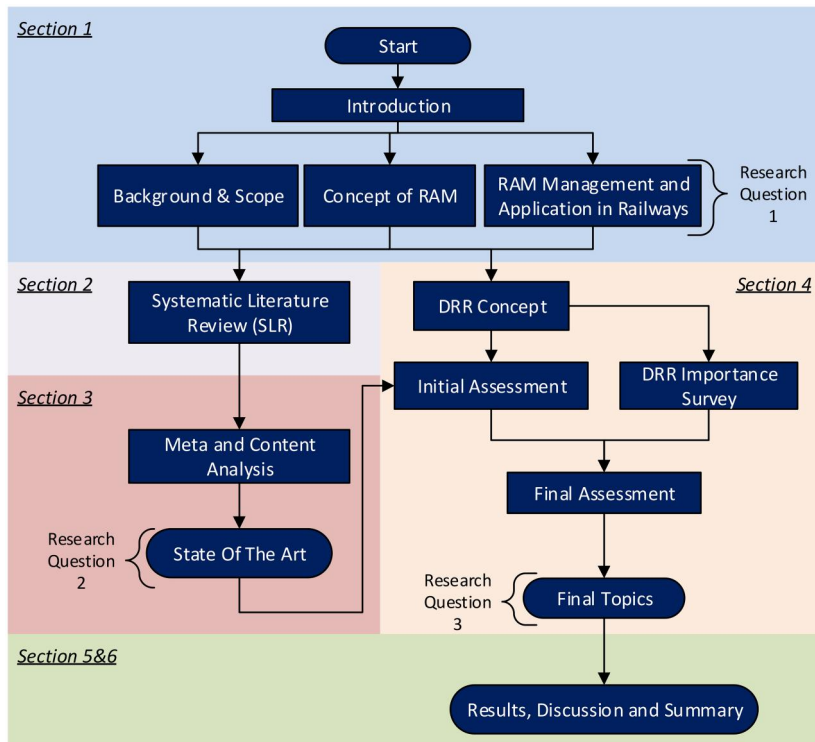 Section 1
Start
Introduction
Background & Scope
Concept of RAM
RAM Management and
Application in Railways
Research
Question
1
Section 2
Systematic Literature
Review (SLR)
Section 4
DRR Concept
Initial Assessment
DRR Importance
Survey
Section 3
Meta and Content
Analysis
Final Assessment
Research
Question
2
State Of The Art
Research
Question
3
Final Topics
Section 5&6
Results, Discussion and Summary